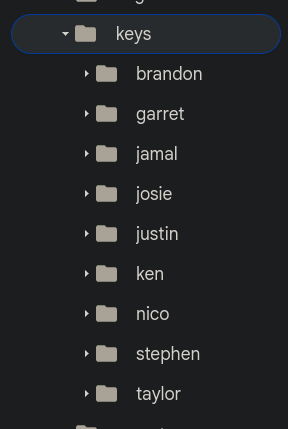 keys
brandon
garret
jamal
josie
justin
ken
nico
stephen
taylor